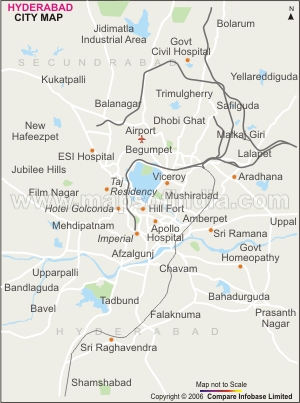 HYDERABAD
CITY MAP
N
Bolarum
Jidimatla
Industrial Area
Govt
Civil Hospital
SECUNDRABAD
Kukatpalli
Yellareddiguda
Trimulgherry
Balanagar
Safilguda
Dhobi Ghat
New
Hafeezpet
Airport
Malkaj Giri
Begumpet
Lalapet
ESI Hospital
Jubilee Hills
Viceroy
Aradhana
Taj
Residency
Film Nagar
Mushirabad
www.mapsofindia.com
Hotel Golconda
Hill Fort
Amberpet
Uppal
Mehdipatnam
Apollo
Hospital
Sri Ramana
Imperial
Afzalgunj
Govt
Homeopathy
Upparpalli
Chavam
Bandlaguda
Tadbund
Bahadurguda
Bavel
Falaknuma
Prasanth
Nagar
HYDERABAD
Sri Raghavendra
Shamshabad
Map not to Scale
Copyright © 2006 Compare Infobase Limited